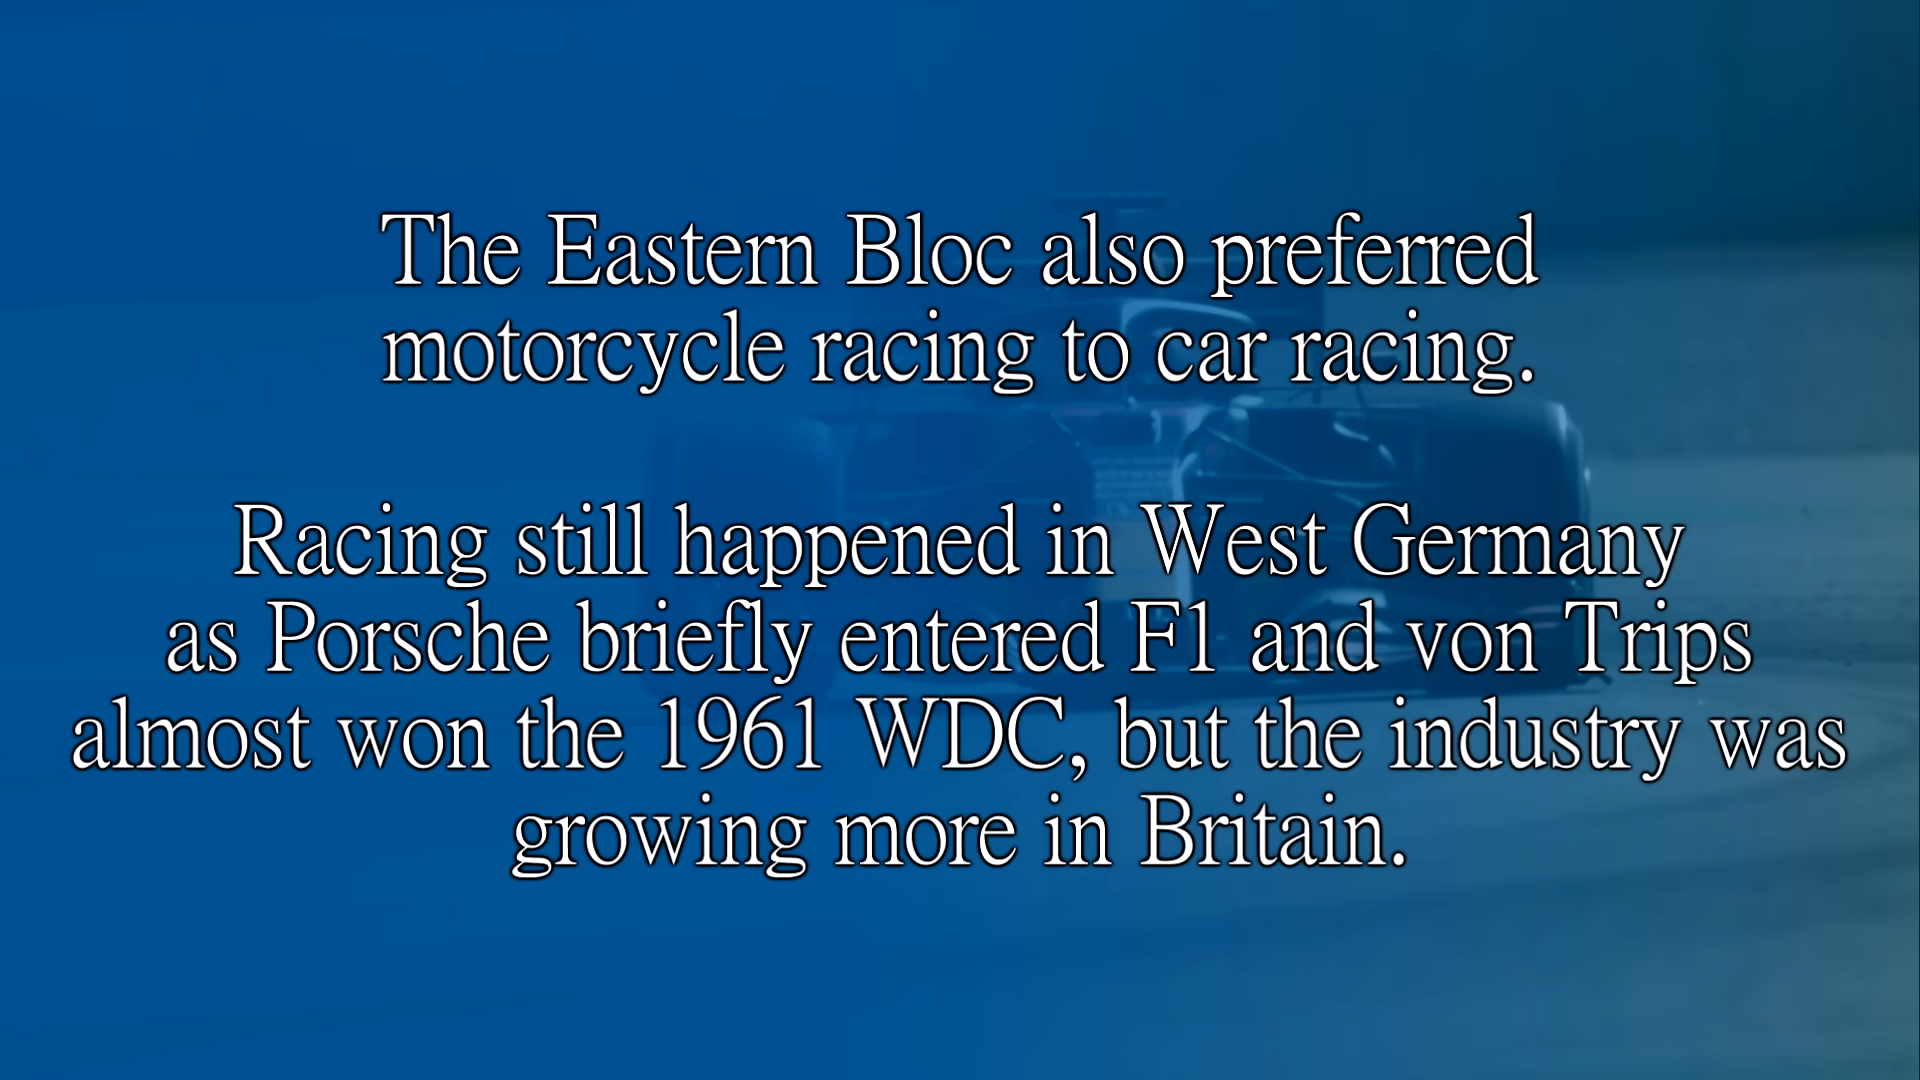 The Eastern Bloc also preferred
motorcycle racing to car racing.
Racing still happened in West Germany
as Porsche briefly entered F1 and von Trips
almost won the 1961 WDC, but the industry was
growing more in Britain.